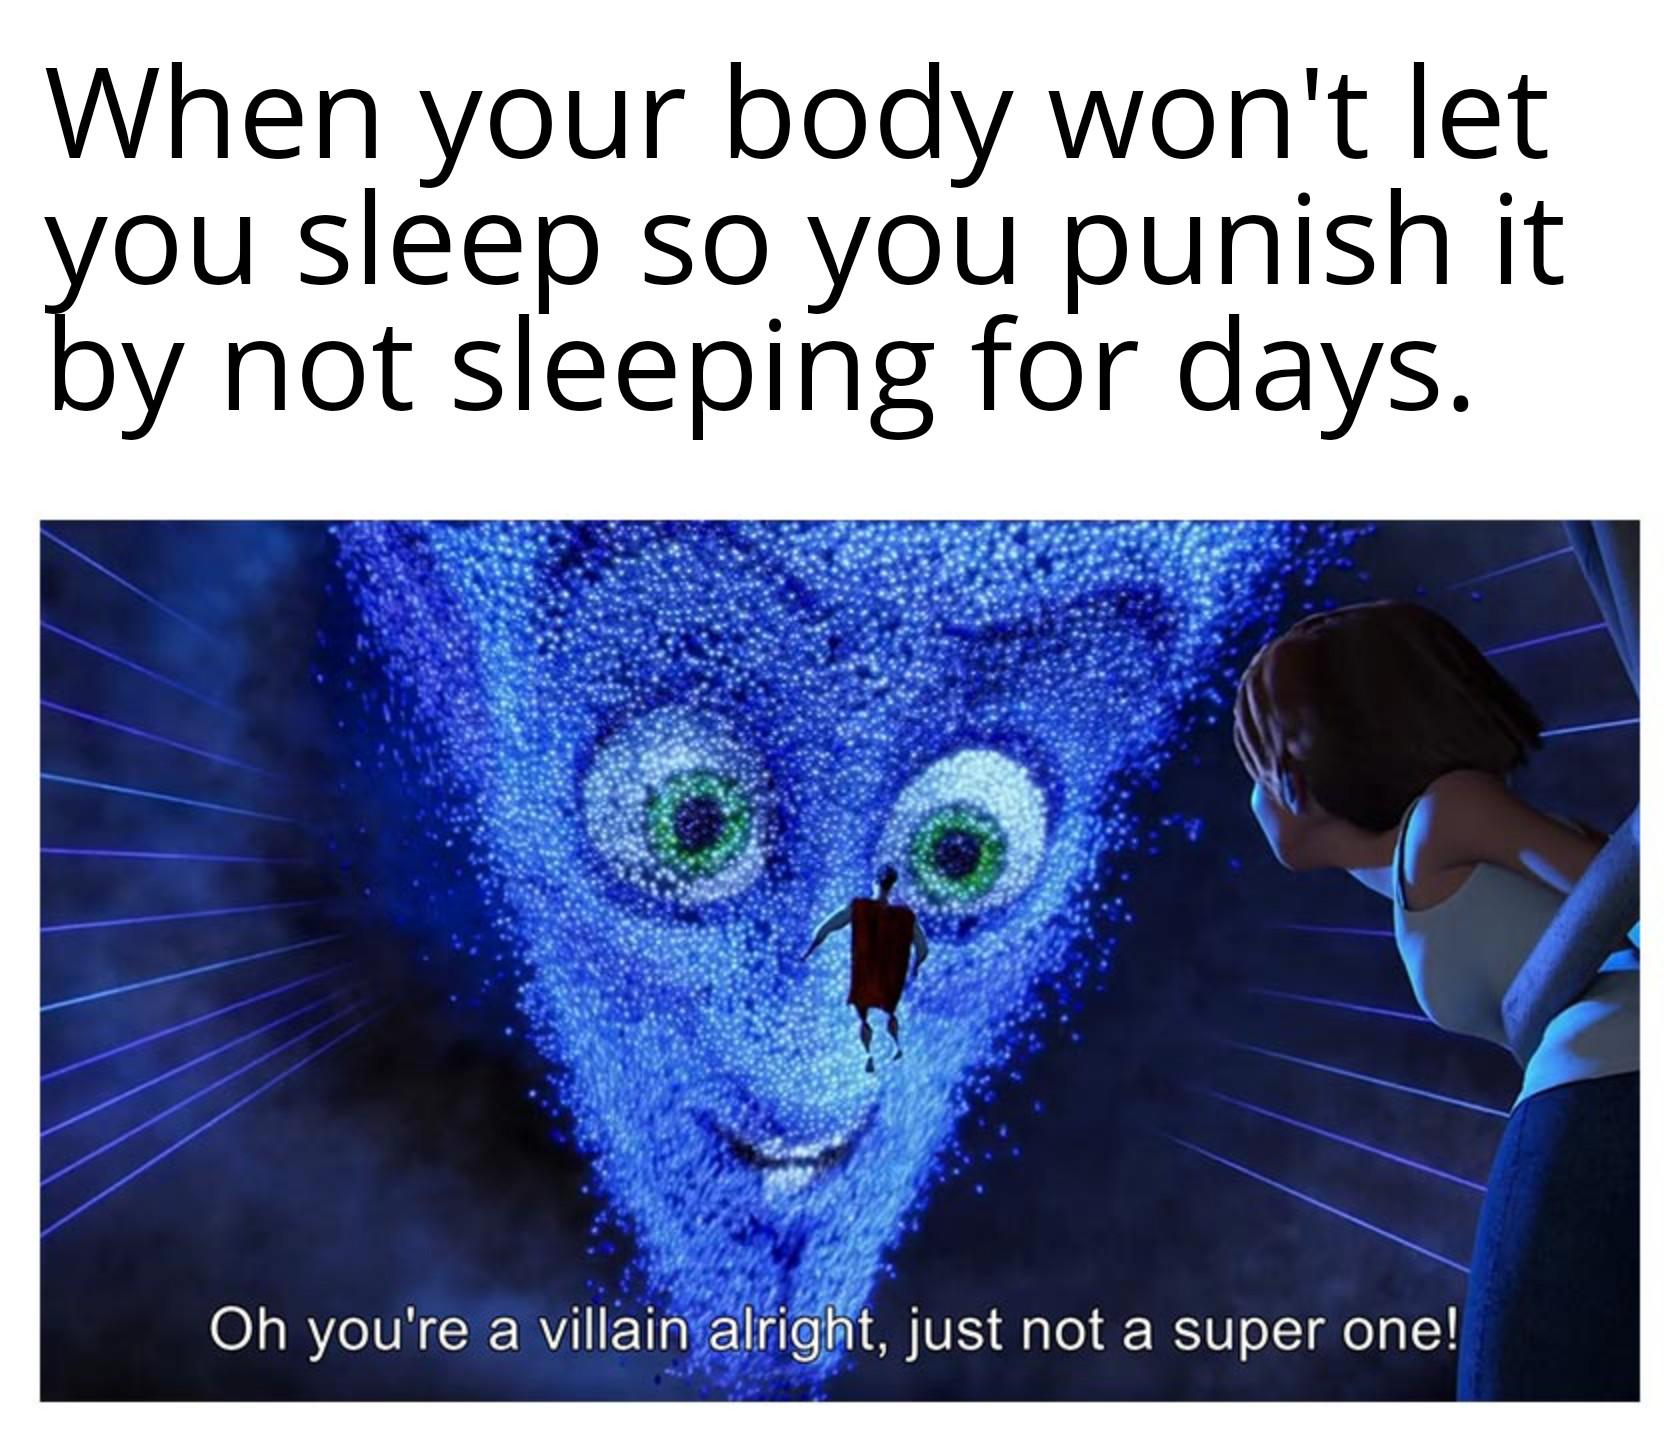 When your body won't let
you sleep so you punish it
by not sleeping for days.
Oh you're a villain alright, just not a super one!